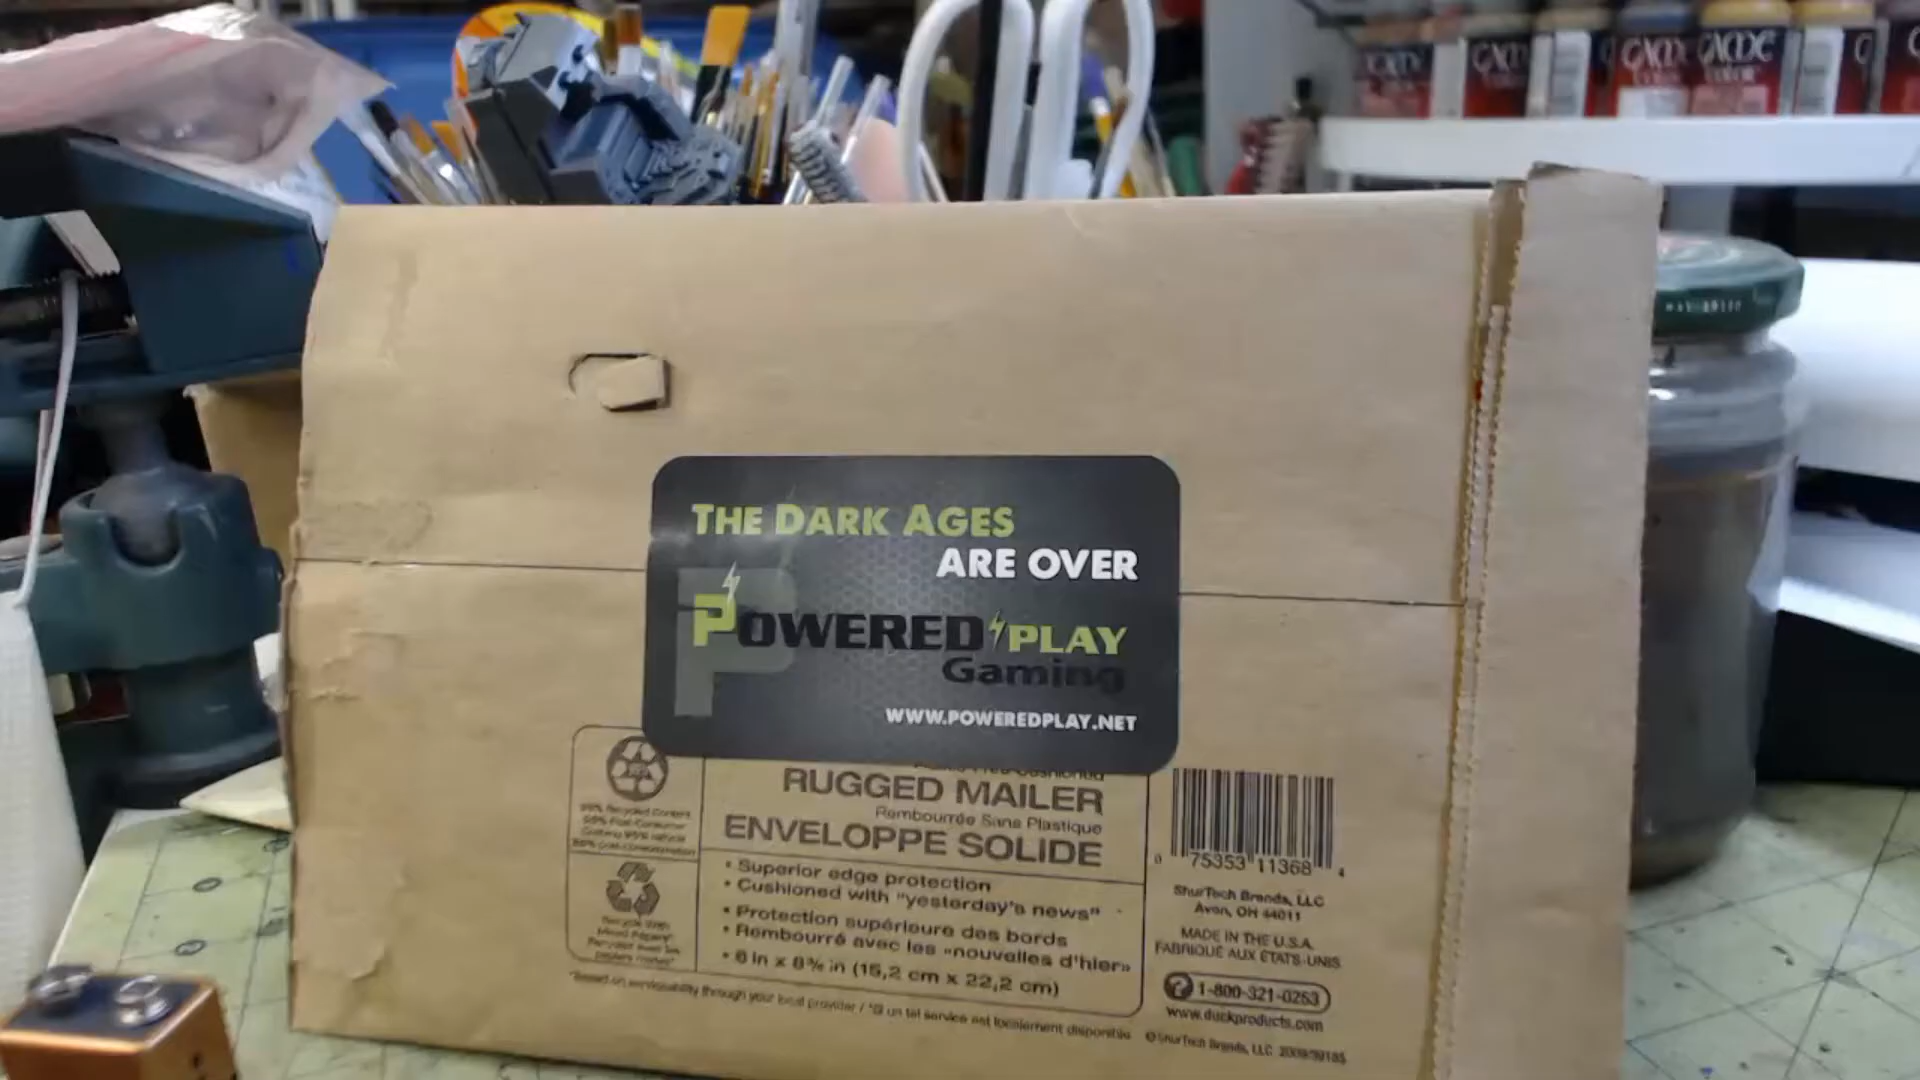 THE DARK AGES
ARE OVER
POWERED PLAY
Gaming
WWW.POWEREDPLAY.NET
RUGGED MAILER
Rembourrée Sans Plastique
ENVELOPPE SOLIDE
• Superior edge protection
• Cushioned with "yesterday's news"
• Protection supérieure des bords
• Rembourré avec les «nouvelles d'hier»
• 6 in x 8¾ in (15,2 cm x 22,2 cm)
0 75353 11368 4
ShurTech Brands, LLC
Avon, OH 44011
MADE IN THE U.S.A.
FABRIQUÉ AUX ÉTATS-UNIS
1-800-321-0253
www.duckproducts.com